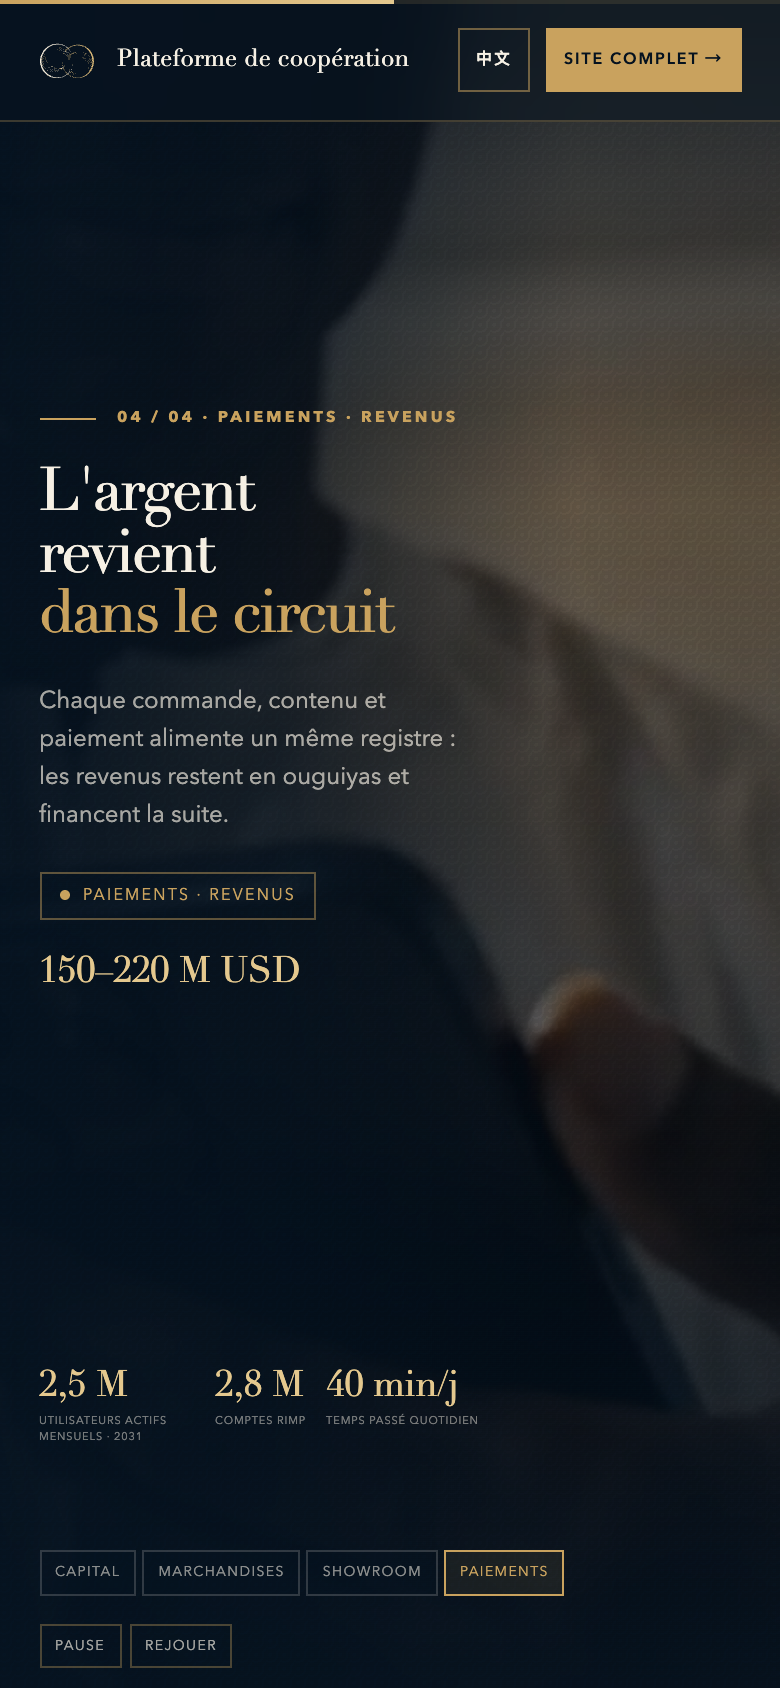 Plateforme de coopération
中文
SITE COMPLET →
04 / 04 · PAIEMENTS · REVENUS
L'argent
revient
dans le circuit
Chaque commande, contenu et
paiement alimente un même registre :
les revenus restent en ouguiyas et
financent la suite.
PAIEMENTS · REVENUS
150–220 M USD
2,5 M
UTILISATEURS ACTIFS
MENSUELS · 2031
2,8 M
COMPTES RIMP
40 min/j
TEMPS PASSÉ QUOTIDIEN
CAPITAL
MARCHANDISES
SHOWROOM
PAIEMENTS
PAUSE
REJOUER